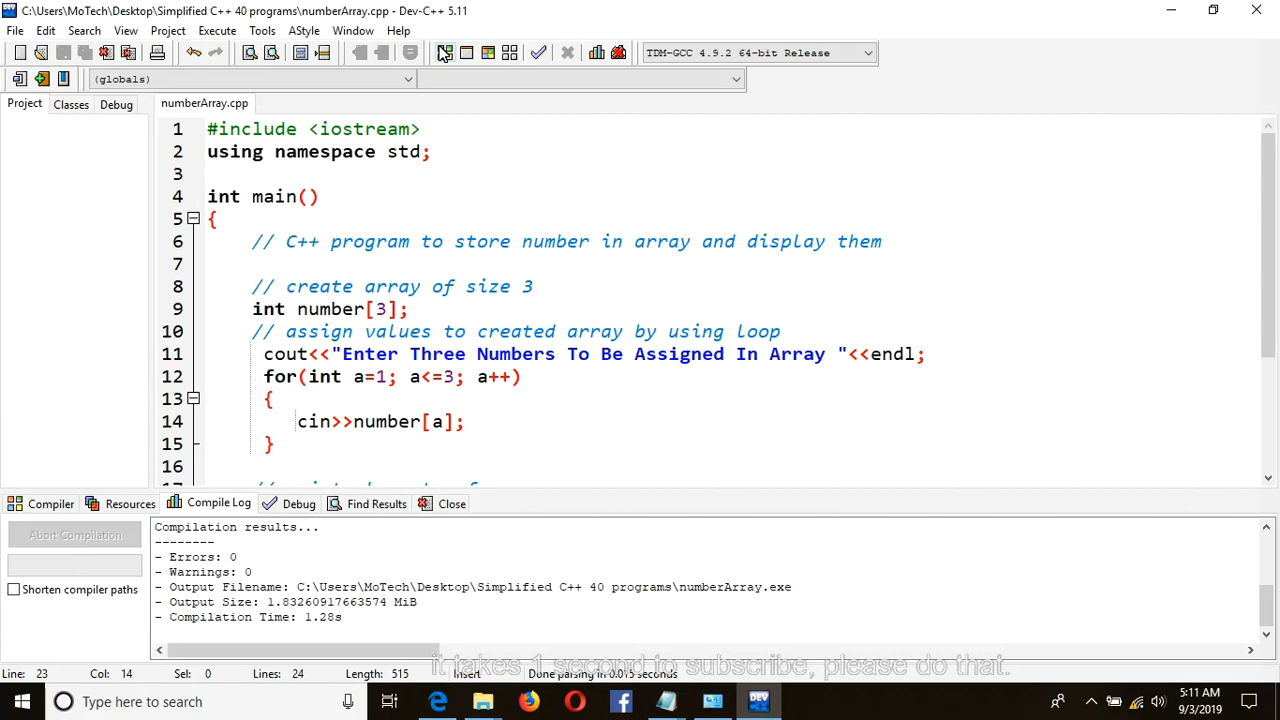 C:\Users\MoTech\Desktop\Simplified C++ 40 programs\numberArray.cpp - Dev-C++ 5.11
File Edit Search View Project Execute Tools AStyle Window Help
TDM-GCC 4.9.2 64-bit Release
(globals)
Project Classes Debug numberArray.cpp
1 #include <iostream>
2 using namespace std;
3
4 int main()
5 {
6 // C++ program to store number in array and display them
7
8 // create array of size 3
9 int number[3];
10 // assign values to created array by using loop
11 cout<<"Enter Three Numbers To Be Assigned In Array "<<endl;
12 for(int a=1; a<=3; a++)
13 {
14 cin>>number[a];
15 }
16
Compiler Resources Compile Log Debug Find Results Close
Abort Compilation
Shorten compiler paths
Compilation results...
--------
- Errors: 0
- Warnings: 0
- Output Filename: C:\Users\MoTech\Desktop\Simplified C++ 40 programs\numberArray.exe
- Output Size: 1.83260917663574 MiB
- Compilation Time: 1.28s
it takes 1 second to subscribe, please do that.
Line: 23 Col: 14 Sel: 0 Lines: 24 Length: 515 Insert Done parsing in 0.015 seconds
Type here to search
DEV
5:11 AM
9/3/2019